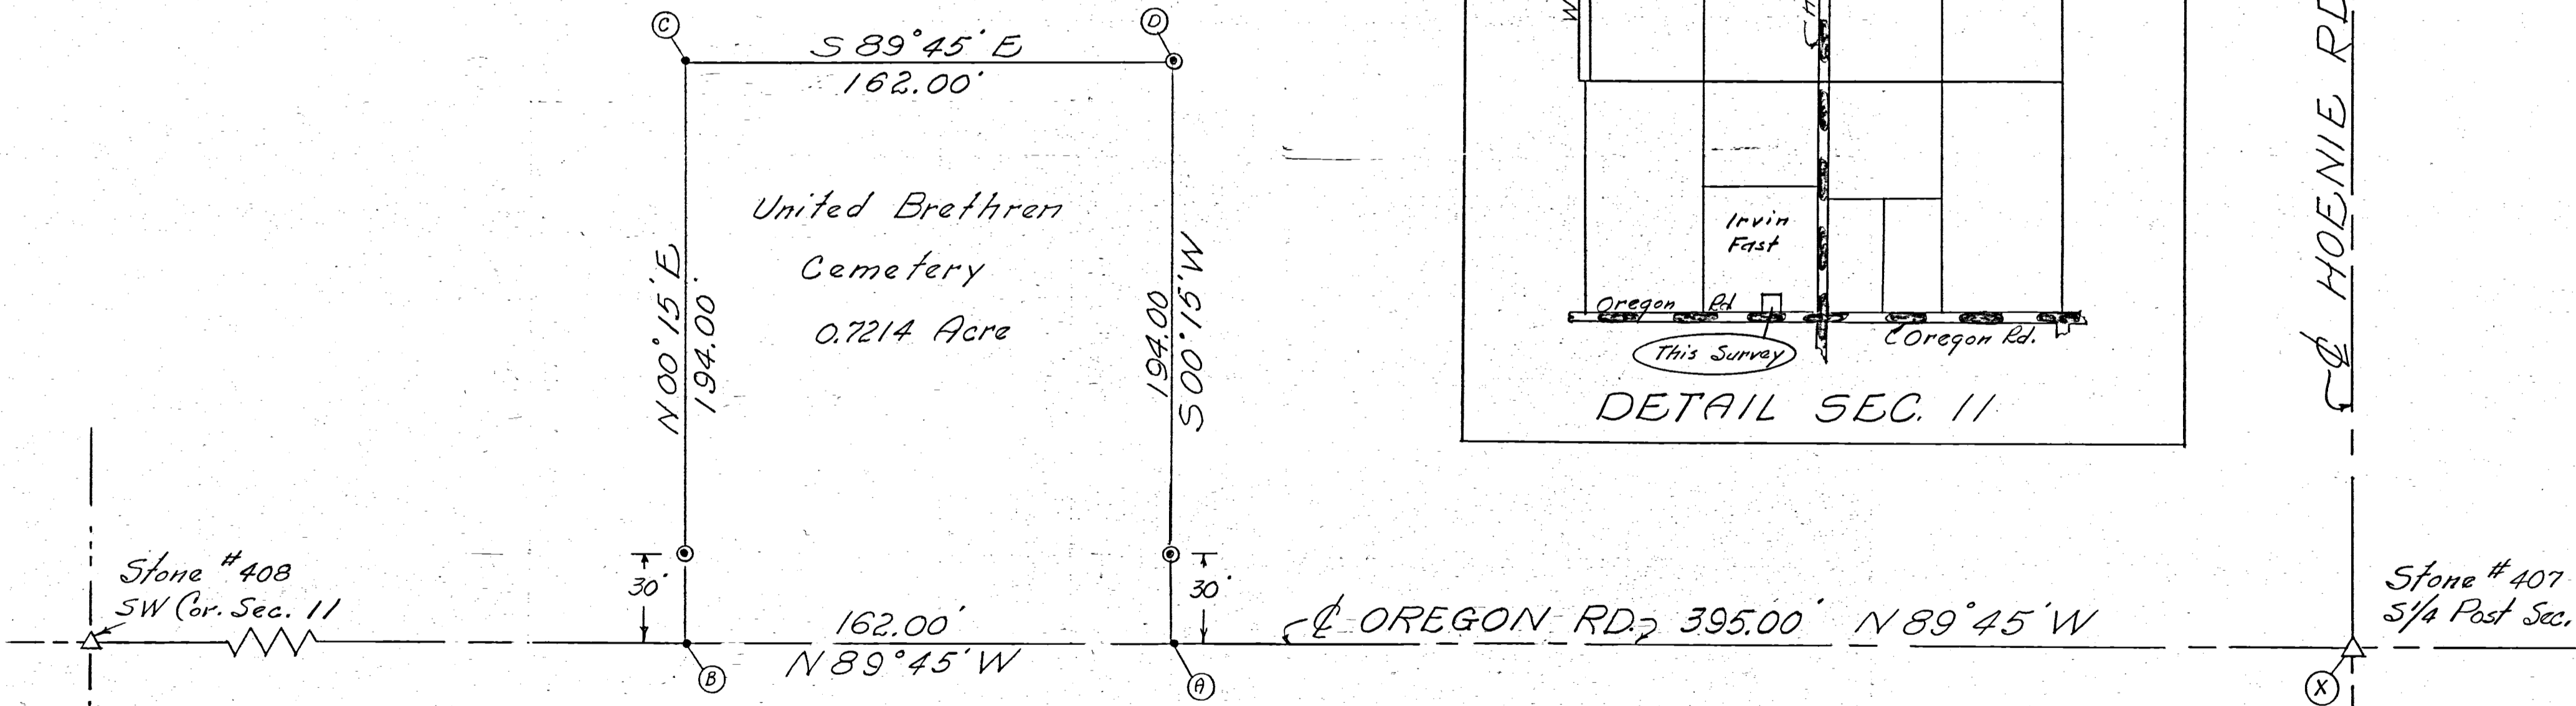 C
D
S 89°45' E
162.00'
United Brethren
Cemetery
0.7214 Acre
N 00°15' E
194.00'
194.00
S 00°15' W
30'
30'
Stone #408
SW Cor. Sec. 11
162.00'
N 89°45' W
B
A
℄ OREGON RD. 395.00' N 89°45' W
X
Stone #407
S 1/4 Post Sec.
℄ HOENIE RD
W
H
Irvin
Fast
Oregon Rd
Oregon Rd.
This Survey
DETAIL SEC. 11